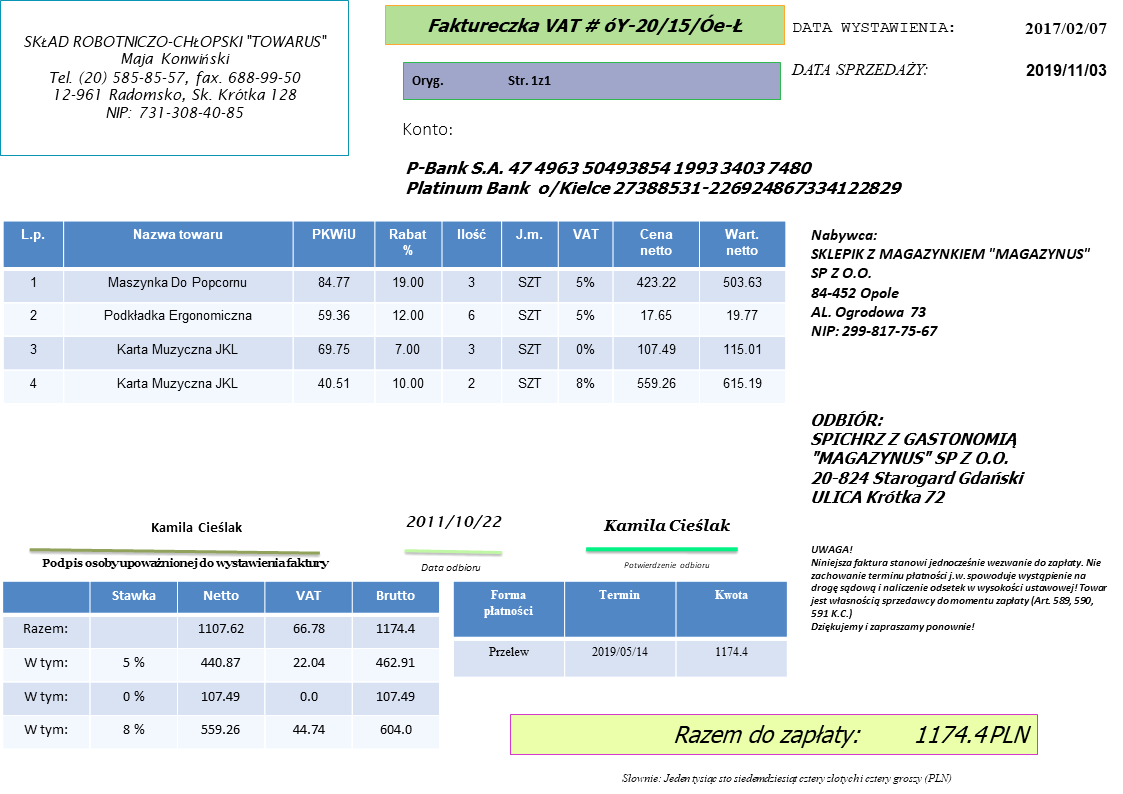 SKŁAD ROBOTNICZO-CHŁOPSKI "TOWARUS"
Maja Konwiński
Tel. (20) 585-85-57, fax. 688-99-50
12-961 Radomsko, Sk. Krótka 128
NIP: 731-308-40-85
Faktureczka VAT # óY-20/15/Óe-Ł
Oryg. Str. 1z1
DATA WYSTAWIENIA: 2017/02/07
DATA SPRZEDAŻY: 2019/11/03
Konto:
P-Bank S.A. 47 4963 50493854 1993 3403 7480
Platinum Bank o/Kielce 27388531-226924867334122829
L.p. Nazwa towaru PKWiU Rabat % Ilość J.m. VAT Cena netto Wart. netto
1 Maszynka Do Popcornu 84.77 19.00 3 SZT 5% 423.22 503.63
2 Podkładka Ergonomiczna 59.36 12.00 6 SZT 5% 17.65 19.77
3 Karta Muzyczna JKL 69.75 7.00 3 SZT 0% 107.49 115.01
4 Karta Muzyczna JKL 40.51 10.00 2 SZT 8% 559.26 615.19
Nabywca:
SKLEPIK Z MAGAZYNKIEM "MAGAZYNUS"
SP Z O.O.
84-452 Opole
AL. Ogrodowa 73
NIP: 299-817-75-67
ODBIÓR:
SPICHRZ Z GASTONOMIĄ
"MAGAZYNUS" SP Z O.O.
20-824 Starogard Gdański
ULICA Krótka 72
Kamila Cieślak
Podpis osoby upoważnionej do wystawienia faktury
2011/10/22
Data odbioru
Kamila Cieślak
Potwierdzenie odbioru
UWAGA!
Niniejsza faktura stanowi jednocześnie wezwanie do zapłaty. Nie
zachowanie terminu płatności j.w. spowoduje wystąpienie na
drogę sądową i naliczenie odsetek w wysokości ustawowej! Towar
jest własnością sprzedawcy do momentu zapłaty (Art. 589, 590,
591 K.C.)
Dziękujemy i zapraszamy ponownie!
Stawka Netto VAT Brutto
Razem: 1107.62 66.78 1174.4
W tym: 5 % 440.87 22.04 462.91
W tym: 0 % 107.49 0.0 107.49
W tym: 8 % 559.26 44.74 604.0
Forma płatności Termin Kwota
Przelew 2019/05/14 1174.4
Razem do zapłaty: 1174.4 PLN
Słownie: Jeden tysiąc sto siedemdziesiąt cztery złotych i cztery groszy (PLN)